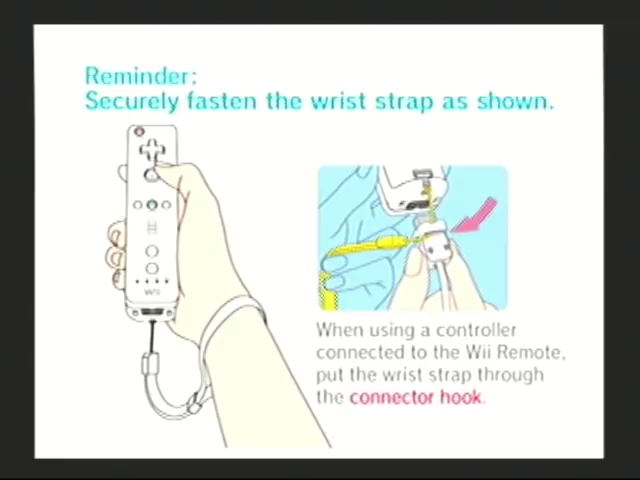 Reminder:
Securely fasten the wrist strap as shown.
Wii
When using a controller
connected to the Wii Remote,
put the wrist strap through
the connector hook.